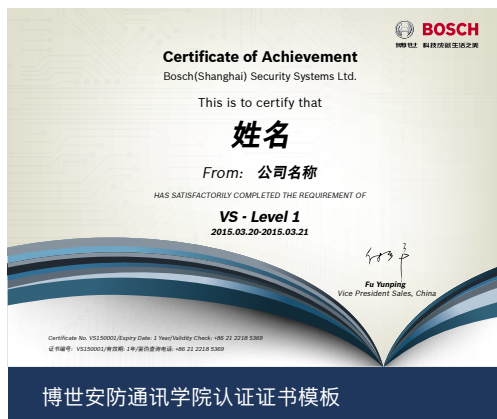 BOSCH
博世 科技成就生活之美
Certificate of Achievement
Bosch(Shanghai) Security Systems Ltd.
This is to certify that
姓名
From: 公司名称
HAS SATISFACTORILY COMPLETED THE REQUIREMENT OF
VS - Level 1
2015.03.20-2015.03.21
Fu Yunping
Vice President Sales, China
Certificate No. VS150001/Expiry Date: 1 Year/Validity Check: +86 21 2218 5369
证书编号: VS150001/有效期: 1年/室伪查询电话: +86 21 2218 5369
博世安防通讯学院认证证书模板